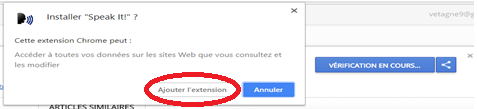 Installer "Speak It!" ?
vetagne9@g
Cette extension Chrome peut :
Accéder à toutes vos données sur les sites Web que vous consultez et
les modifier
VÉRIFICATION EN COURS...
Ajouter l'extension
Annuler
ARTICLES SIMILAIRES